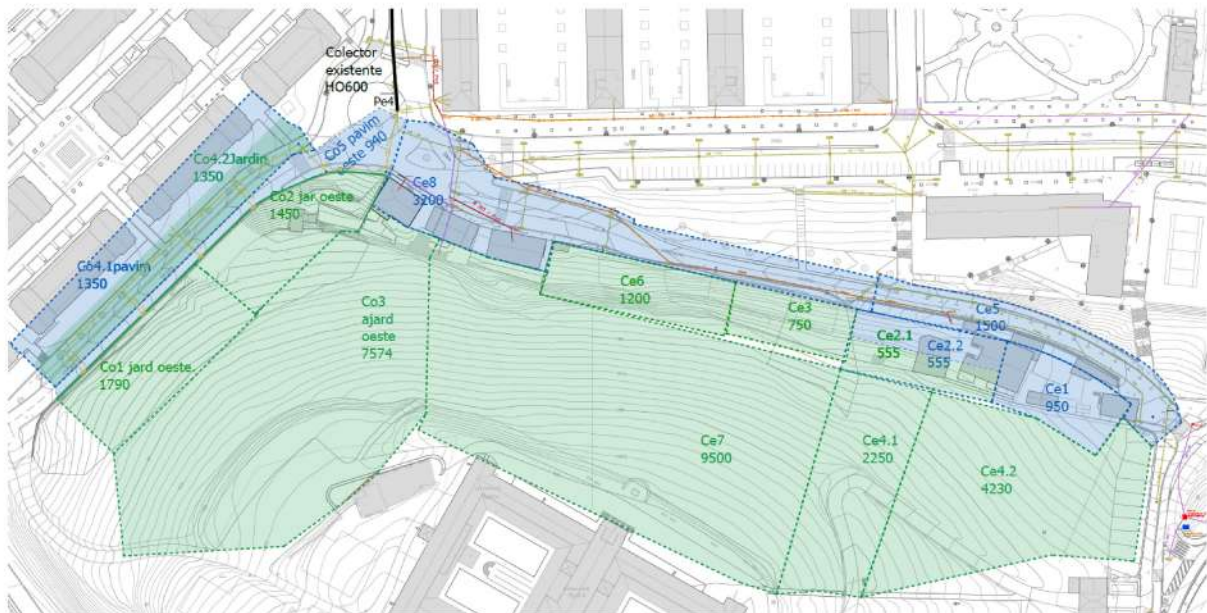 Colector
existente
HO600
Pe4
Co5 pavim
oeste 940
Co4.2Jardin
1350
Co2 jar oeste
1450
Ce8
3200
Co4.1pavim
1350
Co3
ajard
oeste
7574
Ce6
1200
Ce3
750
Ce5
1500
Ce2.1
555
Ce2.2
555
Co1 jard oeste
1790
Ce1
950
Ce7
9500
Ce4.1
2250
Ce4.2
4230